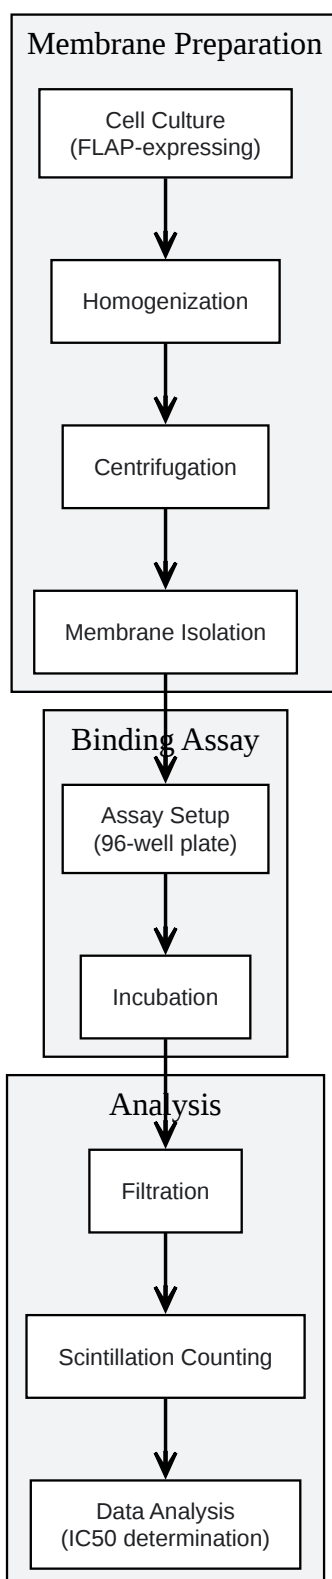 Membrane Preparation
Cell Culture
(FLAP-expressing)
Homogenization
Centrifugation
Membrane Isolation
Binding Assay
Assay Setup
(96-well plate)
Incubation
Analysis
Filtration
Scintillation Counting
Data Analysis
(IC50 determination)